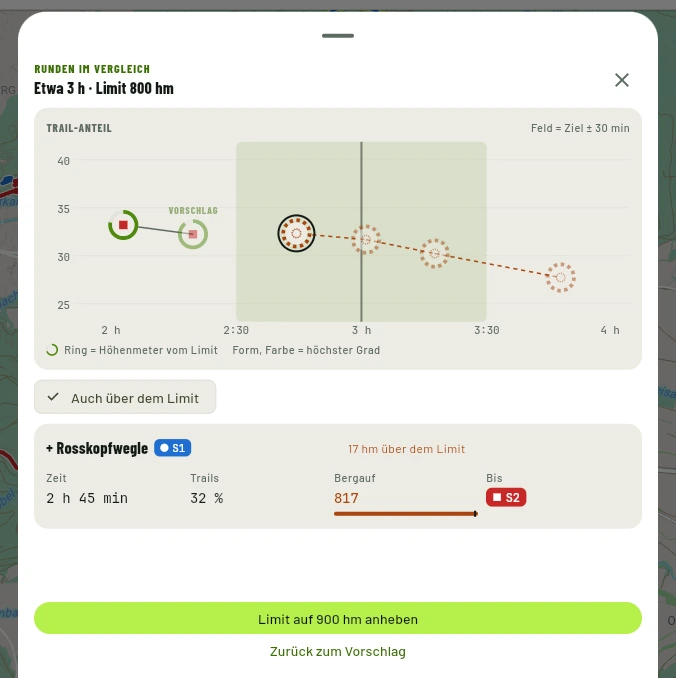 RUNDEN IM VERGLEICH
Etwa 3 h · Limit 800 hm
TRAIL-ANTEIL
Feld = Ziel ± 30 min
40
35
30
25
VORSCHLAG
2 h
2:30
3 h
3:30
4 h
Ring = Höhenmeter vom Limit
Form, Farbe = höchster Grad
Auch über dem Limit
+ Rosskopfwegle
S1
17 hm über dem Limit
Zeit
Trails
Bergauf
Bis
2 h 45 min
32 %
817
S2
Limit auf 900 hm anheben
Zurück zum Vorschlag